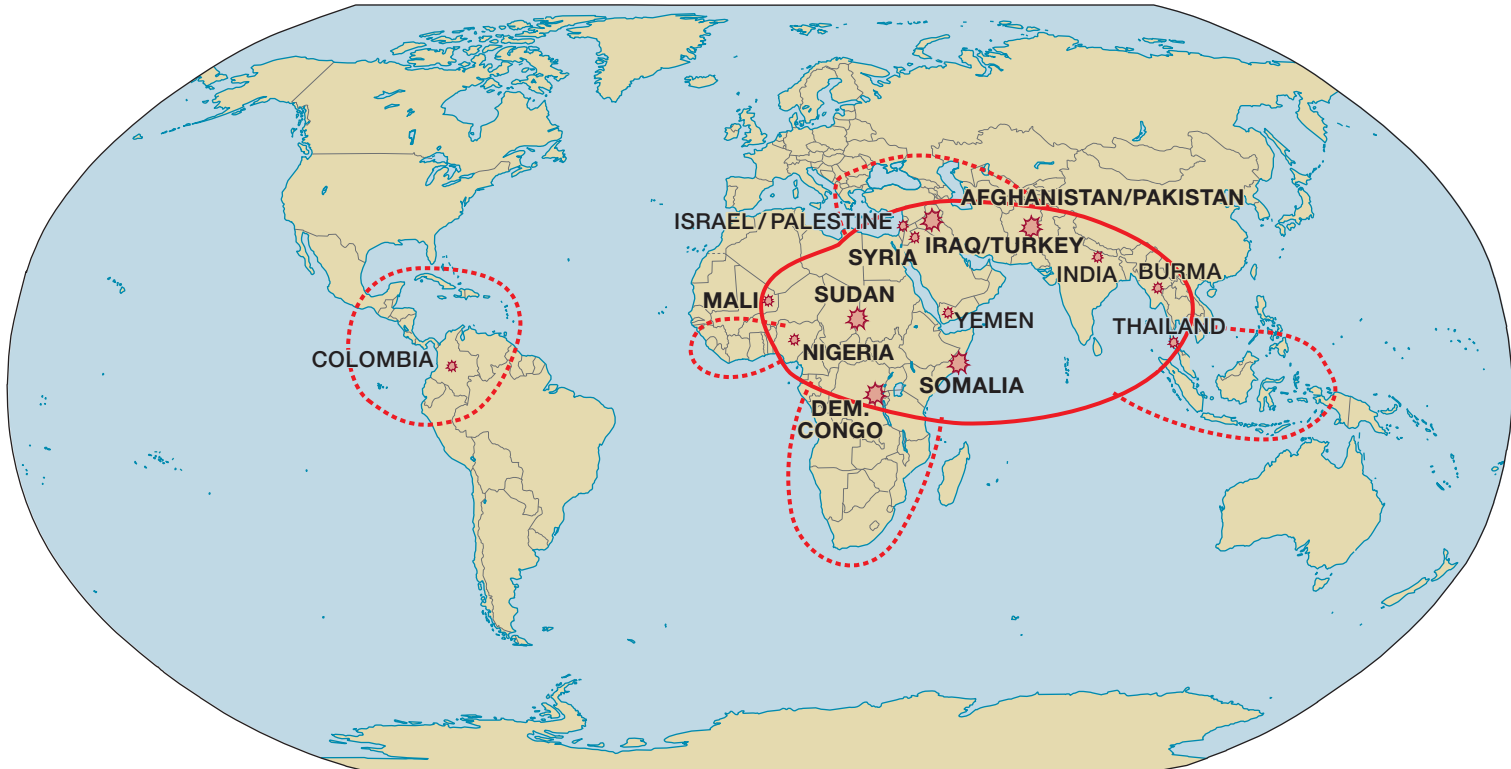 AFGHANISTAN/PAKISTAN
ISRAEL/PALESTINE
IRAQ/TURKEY
SYRIA
INDIA
BURMA
MALI
SUDAN
YEMEN
THAILAND
NIGERIA
COLOMBIA
SOMALIA
DEM.
CONGO